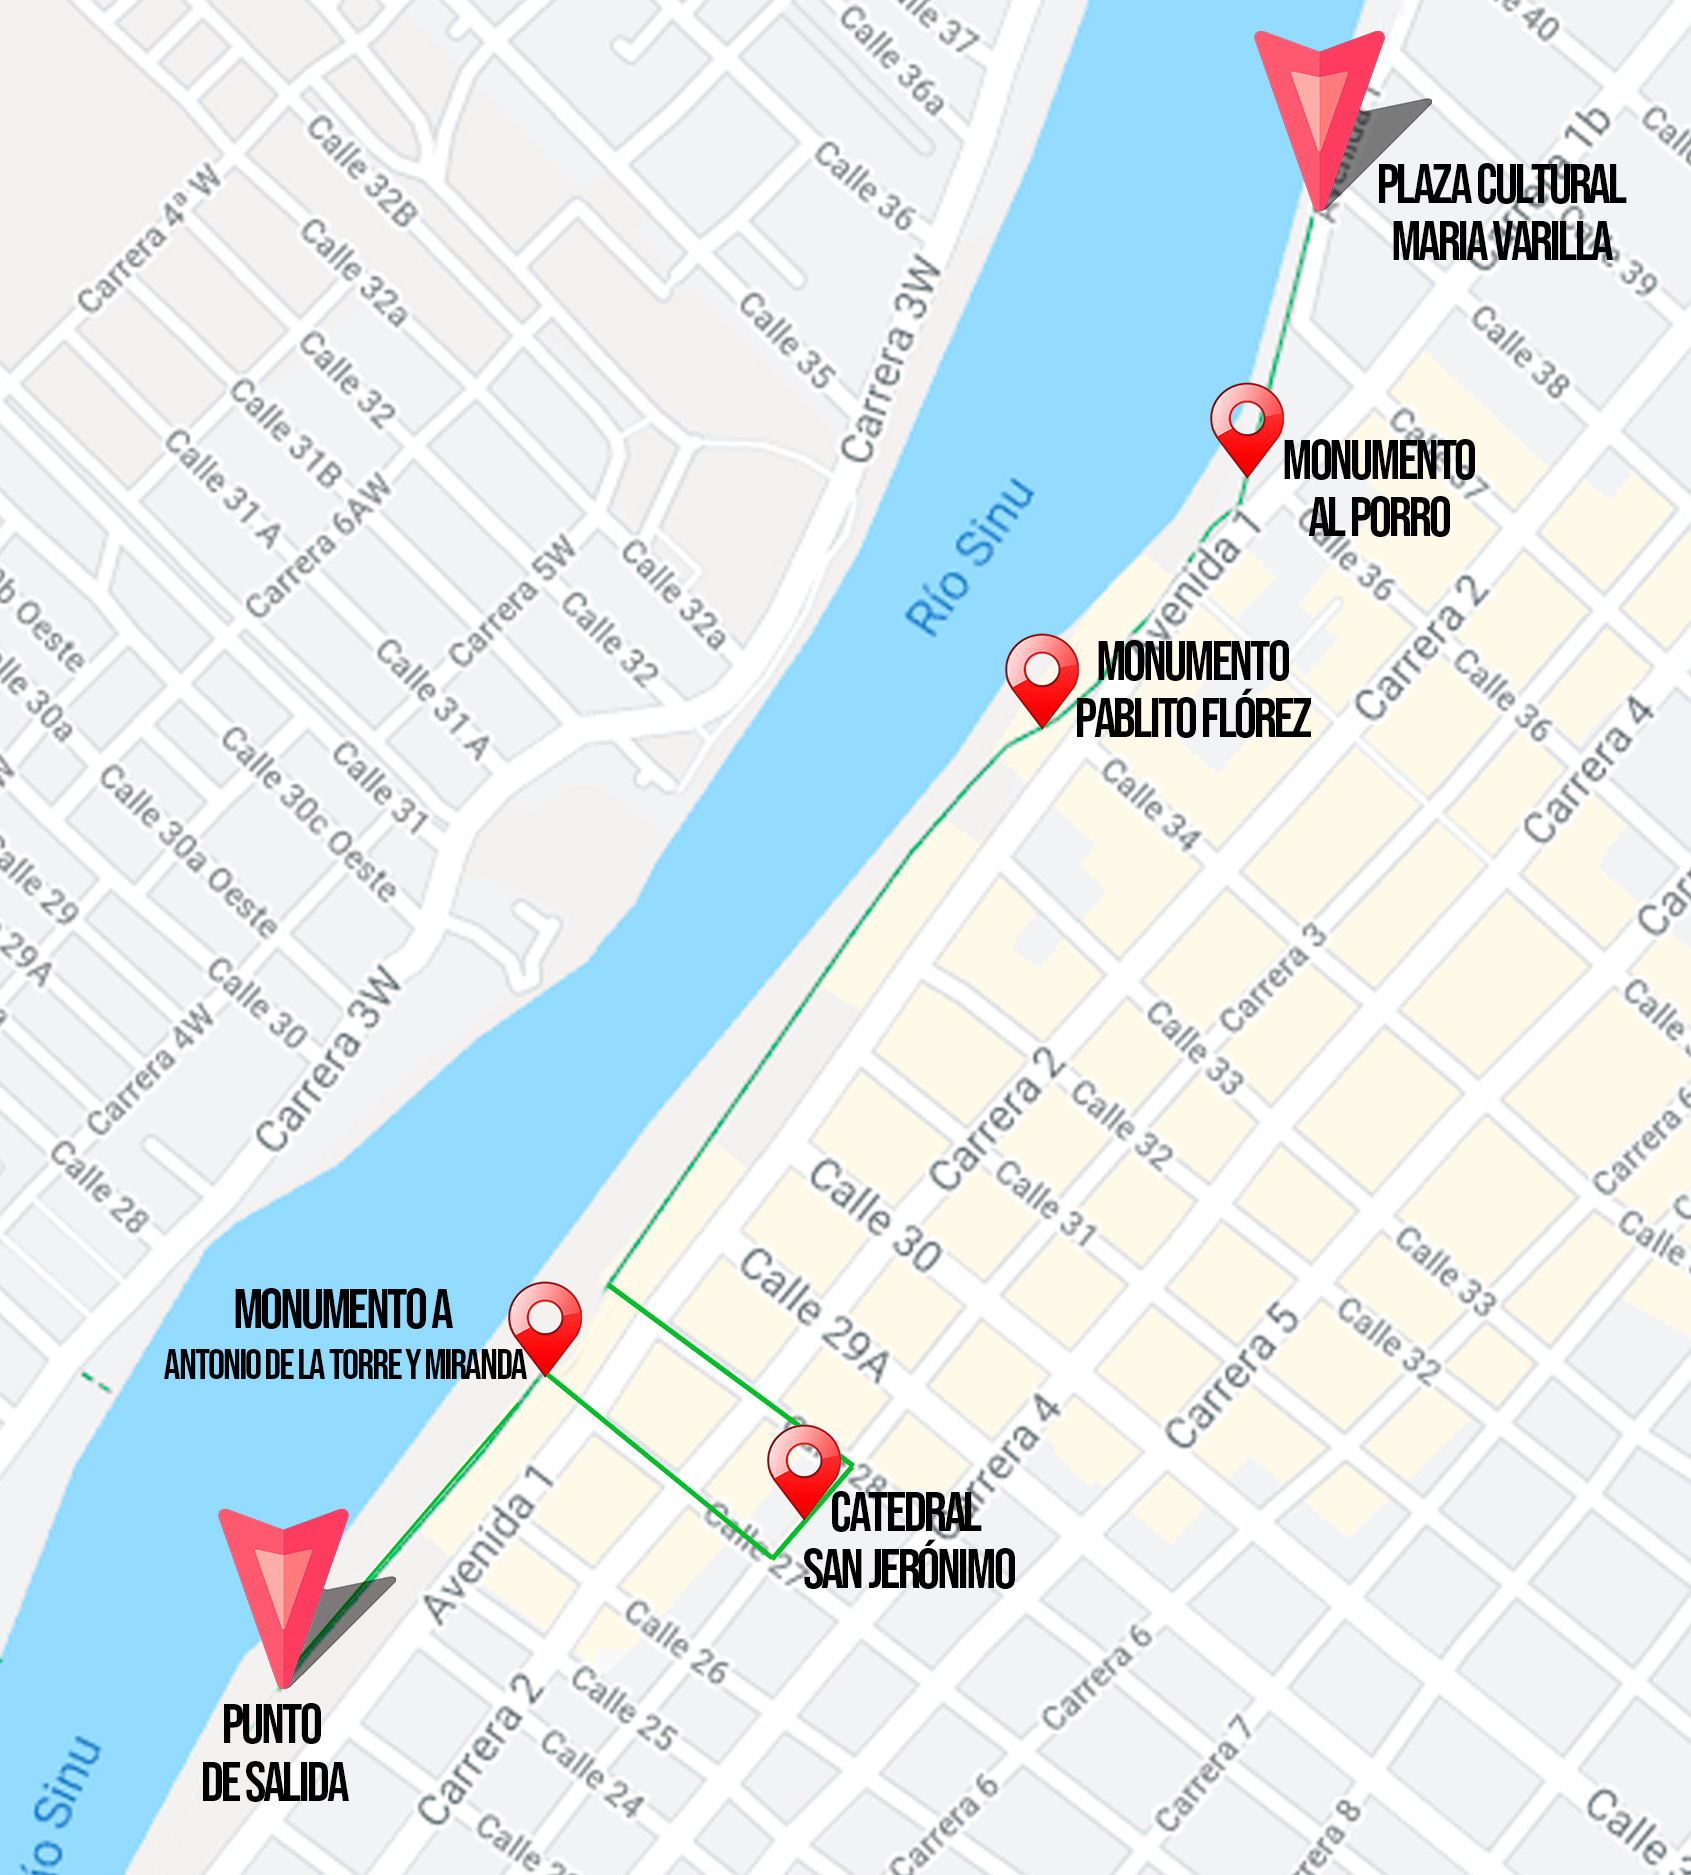 Calle 37
Calle 36a
Calle 36
Calle 35
Carrera 3W
Carrera 4ª W
Calle 32B
Calle 32a
Calle 32
Calle 31B
Calle 31 A
Carrera 6AW
Carrera 5W
Calle 32a
Calle 32
Calle 31 A
Calle 31
Calle 30c Oeste
Calle 30a Oeste
Calle 29
29A
Calle 30
Carrera 4W
Carrera 3W
Calle 28
Río Sinu
PLAZA CULTURAL
MARIA VARILLA
Carrera 1b
Calle 39
Calle 38
MONUMENTO
AL PORRO
Calle 36
Avenida 1
Carrera 2
MONUMENTO
PABLITO FLÓREZ
Calle 36
Carrera 4
Calle 34
Carrera 3
Calle 33
Carrera 2
Calle 32
Calle 31
Calle 30
Calle 29A
Calle 33
Calle 32
Carrera 5
Carrera 6
Calle
Carrera 4
MONUMENTO A
ANTONIO DE LA TORRE Y MIRANDA
28
CATEDRAL
SAN JERÓNIMO
Calle 27
Avenida 1
Calle 26
Calle 25
Calle 24
Carrera 2
Carrera 6
Carrera 6
Carrera 7
Calle
PUNTO
DE SALIDA